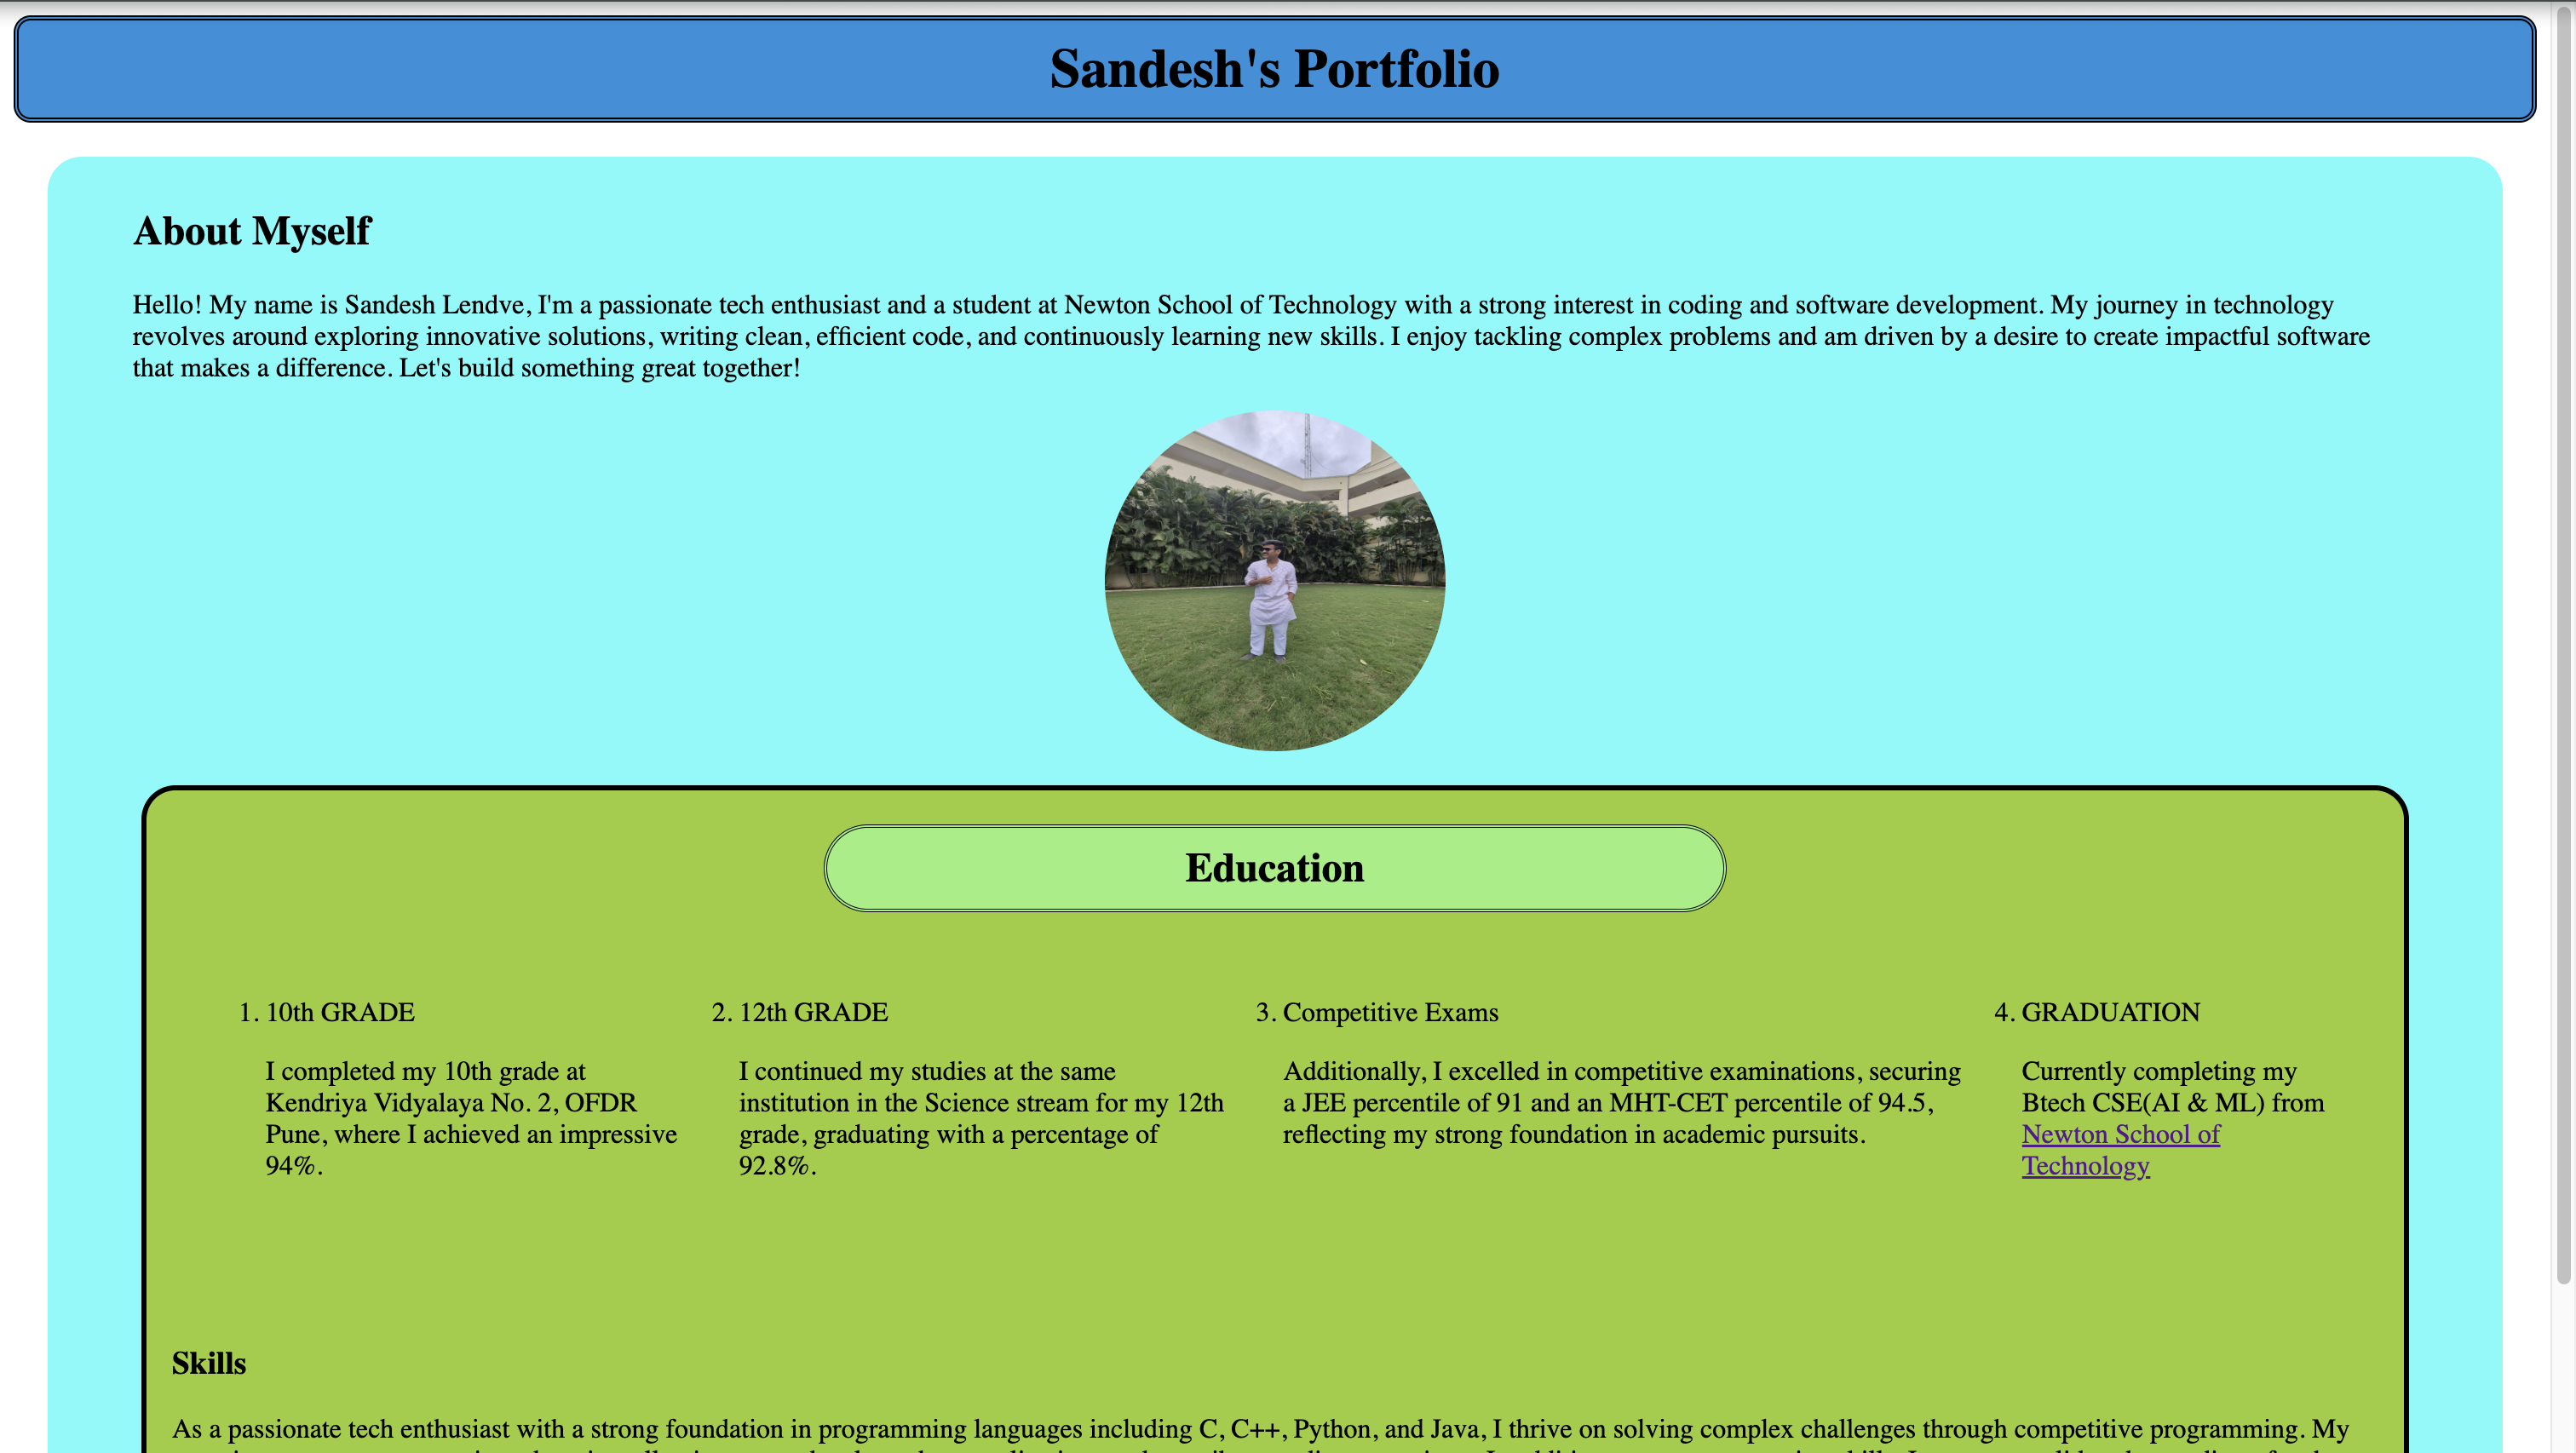 Sandesh's Portfolio
About Myself
Hello! My name is Sandesh Lendve, I'm a passionate tech enthusiast and a student at Newton School of Technology with a strong interest in coding and software development. My journey in technology
revolves around exploring innovative solutions, writing clean, efficient code, and continuously learning new skills. I enjoy tackling complex problems and am driven by a desire to create impactful software
that makes a difference. Let's build something great together!
Education
1. 10th GRADE
I completed my 10th grade at
Kendriya Vidyalaya No. 2, OFDR
Pune, where I achieved an impressive
94%.
2. 12th GRADE
I continued my studies at the same
institution in the Science stream for my 12th
grade, graduating with a percentage of
92.8%.
3. Competitive Exams
Additionally, I excelled in competitive examinations, securing
a JEE percentile of 91 and an MHT-CET percentile of 94.5,
reflecting my strong foundation in academic pursuits.
4. GRADUATION
Currently completing my
Btech CSE(AI & ML) from
Newton School of
Technology
Skills
As a passionate tech enthusiast with a strong foundation in programming languages including C, C++, Python, and Java, I thrive on solving complex challenges through competitive programming. My